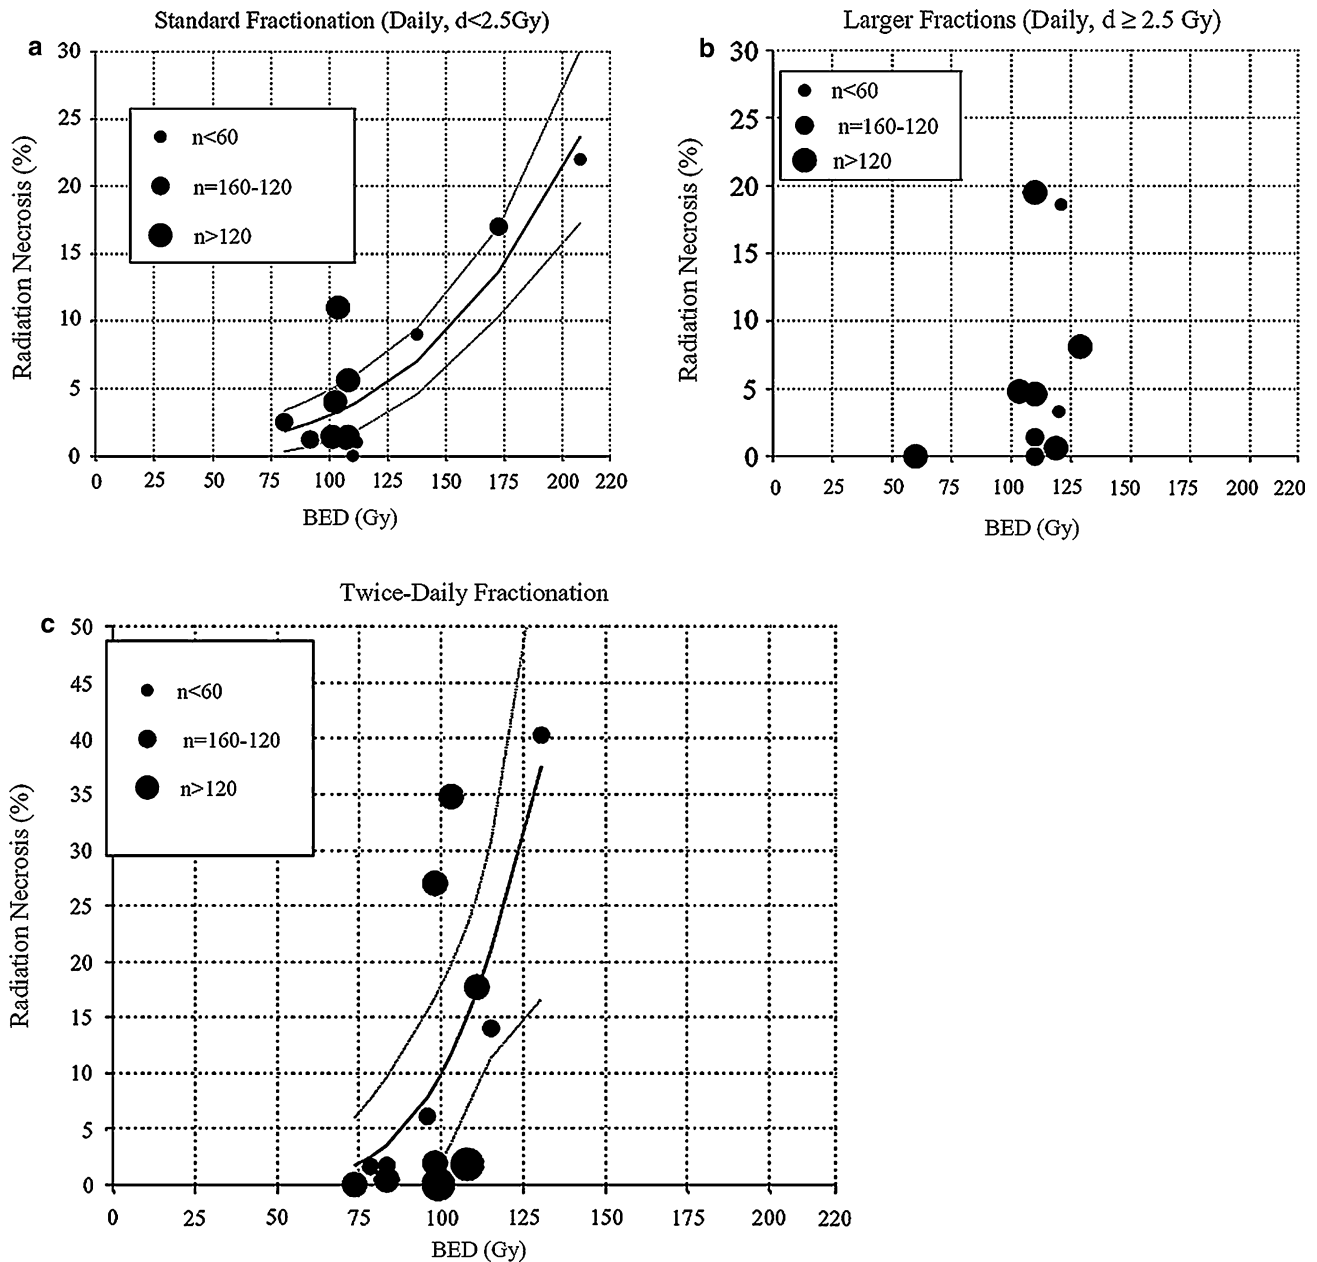 Standard Fractionation (Daily, d<2.5Gy)
a
30
25
20
15
10
5
0
Radiation Necrosis (%)
n<60
n=160-120
n>120
0 25 50 75 100 125 150 175 200 220
BED (Gy)
Larger Fractions (Daily, d ≥ 2.5 Gy)
b
30
25
20
15
10
5
0
Radiation Necrosis (%)
n<60
n=160-120
n>120
0 25 50 75 100 125 150 175 200 220
BED (Gy)
Twice-Daily Fractionation
c
50
45
40
35
30
25
20
15
10
5
0
Radiation Necrosis (%)
n<60
n=160-120
n>120
0 25 50 75 100 125 150 175 200 220
BED (Gy)